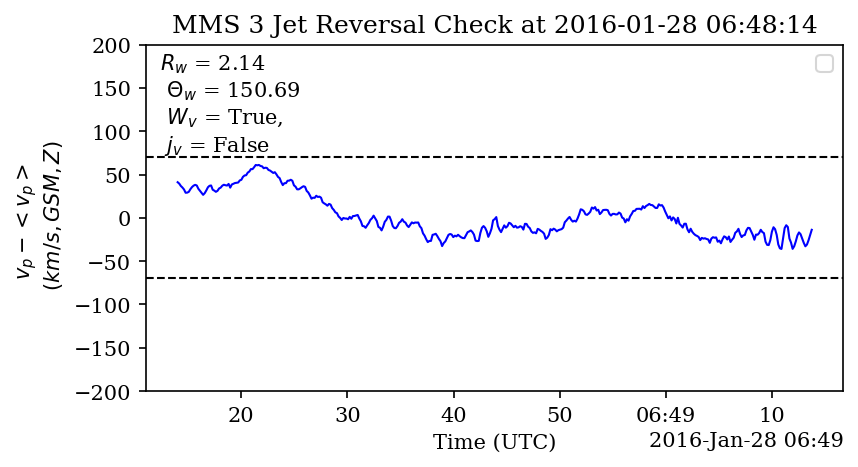 MMS 3 Jet Reversal Check at 2016-01-28 06:48:14
200
150
100
50
0
−50
−100
−150
−200
v_p − < v_p >
(km/s, GSM, Z)
R_w = 2.14
Θ_w = 150.69
W_v = True,
j_v = False
20
30
40
50
06:49
10
Time (UTC)
2016-Jan-28 06:49